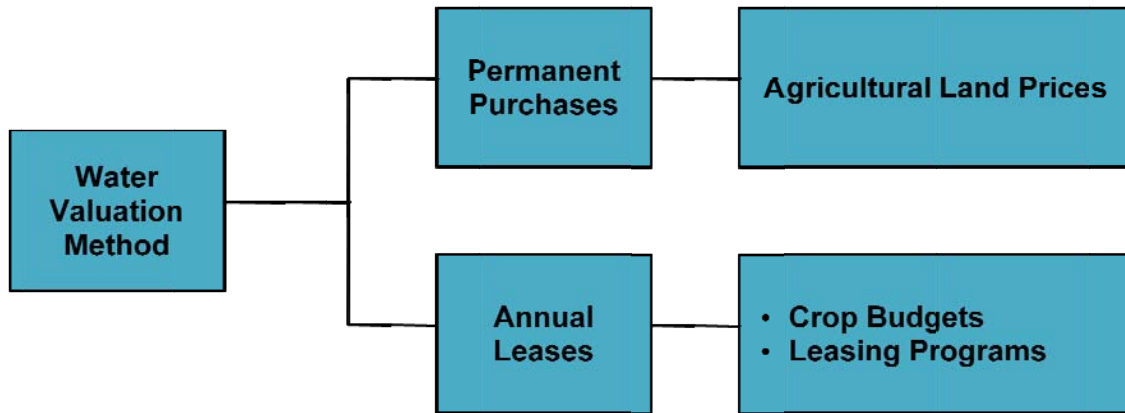 Water
Valuation
Method
Permanent
Purchases
Agricultural Land Prices
Annual
Leases
• Crop Budgets
• Leasing Programs